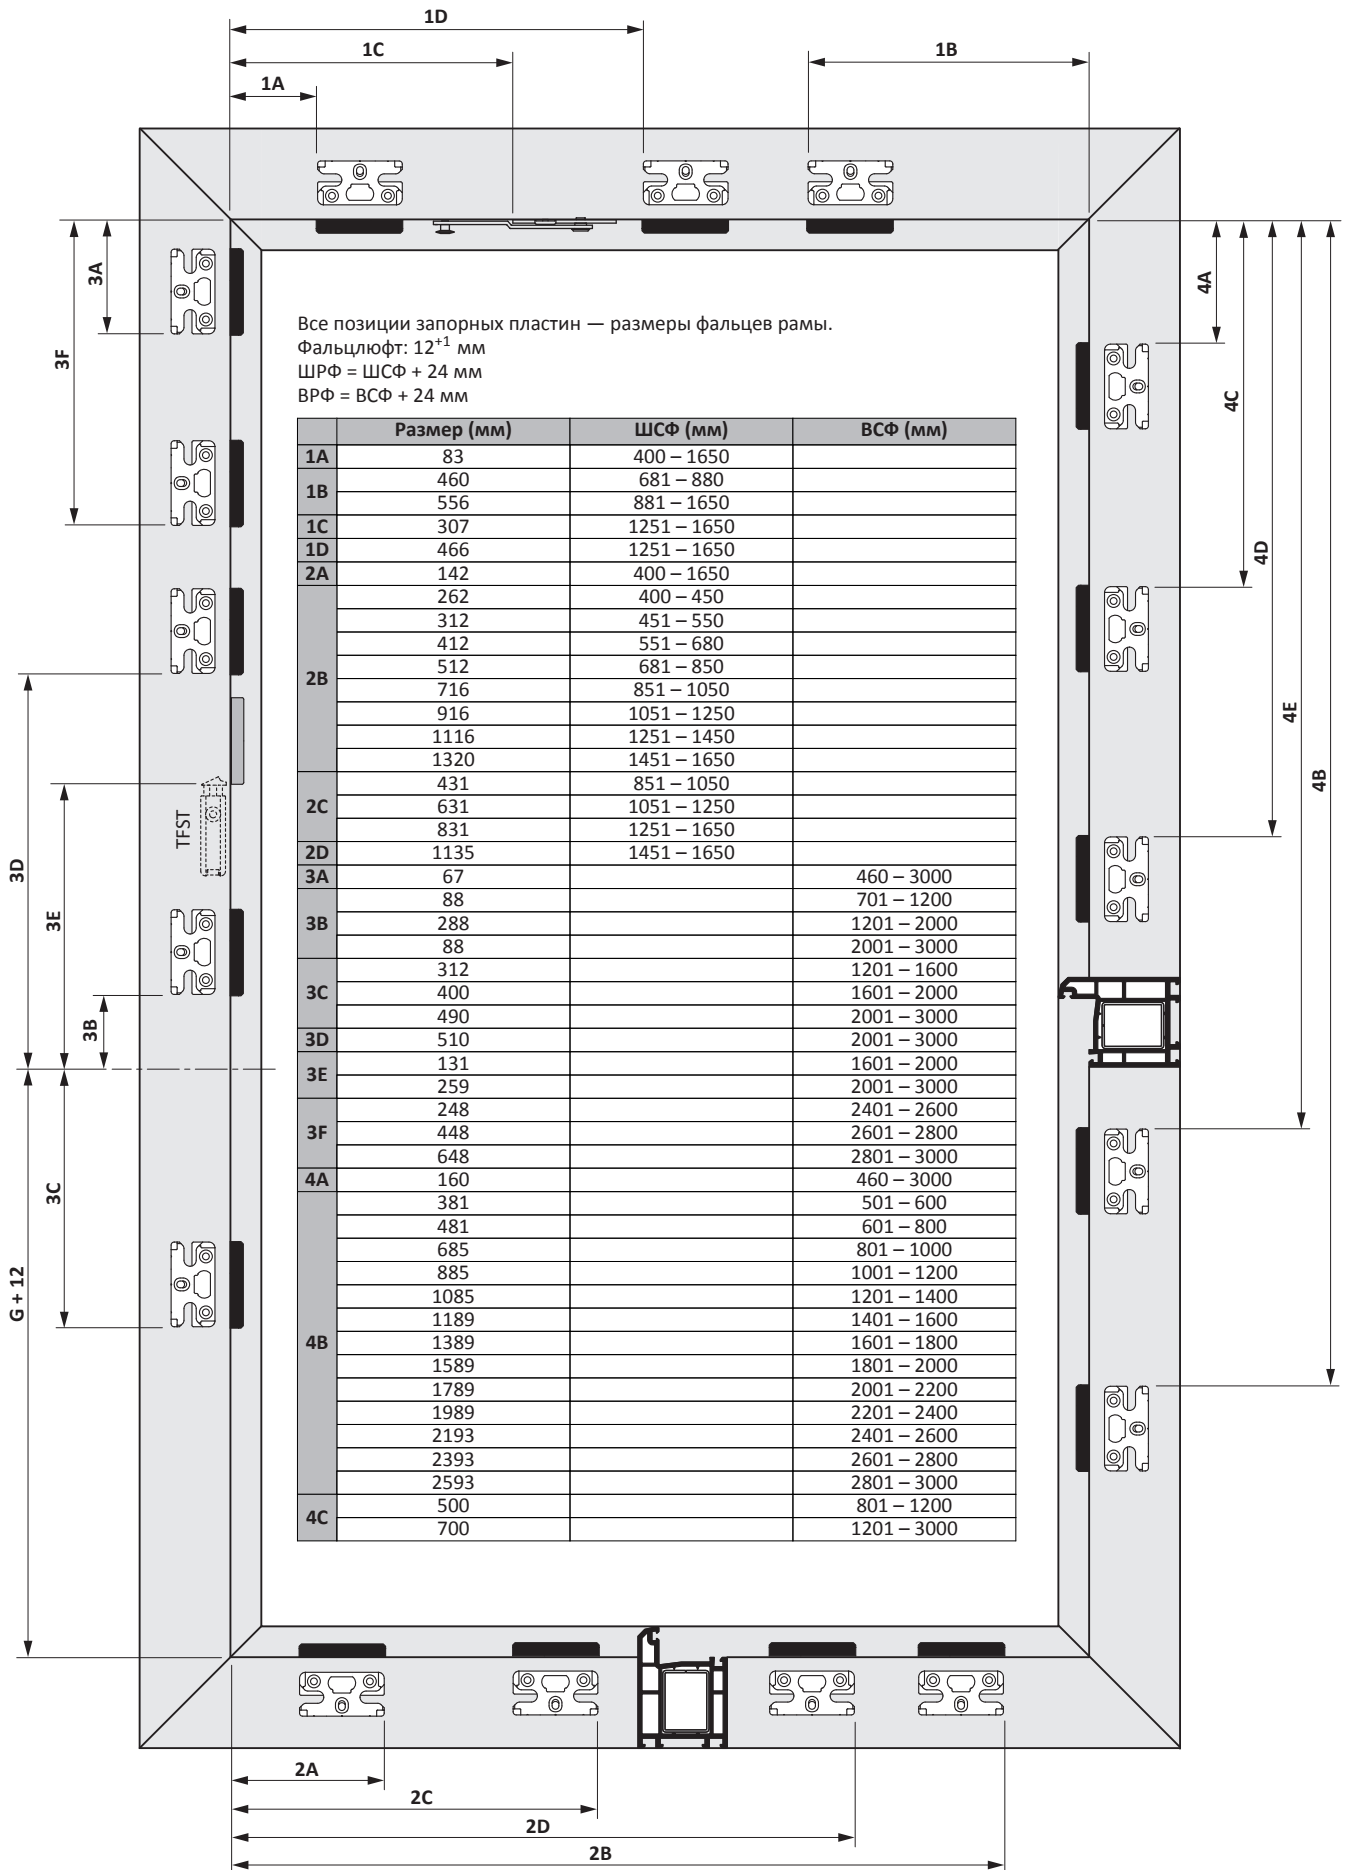 1D
1C
1B
1A
3A
3F
4A
4C
4D
4E
4B
Все позиции запорных пластин — размеры фальцев рамы.
Фальцлюфт: 12+1 мм
ШРФ = ШСФ + 24 мм
ВРФ = ВСФ + 24 мм
Размер (мм) ШСФ (мм) ВСФ (мм)
1A 83 400 – 1650
1B 460 681 – 880
556 881 – 1650
1C 307 1251 – 1650
1D 466 1251 – 1650
2A 142 400 – 1650
2B 262 400 – 450
312 451 – 550
412 551 – 680
512 681 – 850
716 851 – 1050
916 1051 – 1250
1116 1251 – 1450
1320 1451 – 1650
2C 431 851 – 1050
631 1051 – 1250
831 1251 – 1650
2D 1135 1451 – 1650
3A 67 460 – 3000
3B 88 701 – 1200
288 1201 – 2000
88 2001 – 3000
3C 312 1201 – 1600
400 1601 – 2000
490 2001 – 3000
3D 510 2001 – 3000
3E 131 1601 – 2000
259 2001 – 3000
3F 248 2401 – 2600
448 2601 – 2800
648 2801 – 3000
4A 160 460 – 3000
4B 381 501 – 600
481 601 – 800
685 801 – 1000
885 1001 – 1200
1085 1201 – 1400
1189 1401 – 1600
1389 1601 – 1800
1589 1801 – 2000
1789 2001 – 2200
1989 2201 – 2400
2193 2401 – 2600
2393 2601 – 2800
2593 2801 – 3000
4C 500 801 – 1200
700 1201 – 3000
TFST
3D
3E
3B
3C
G + 12
2A
2C
2D
2B